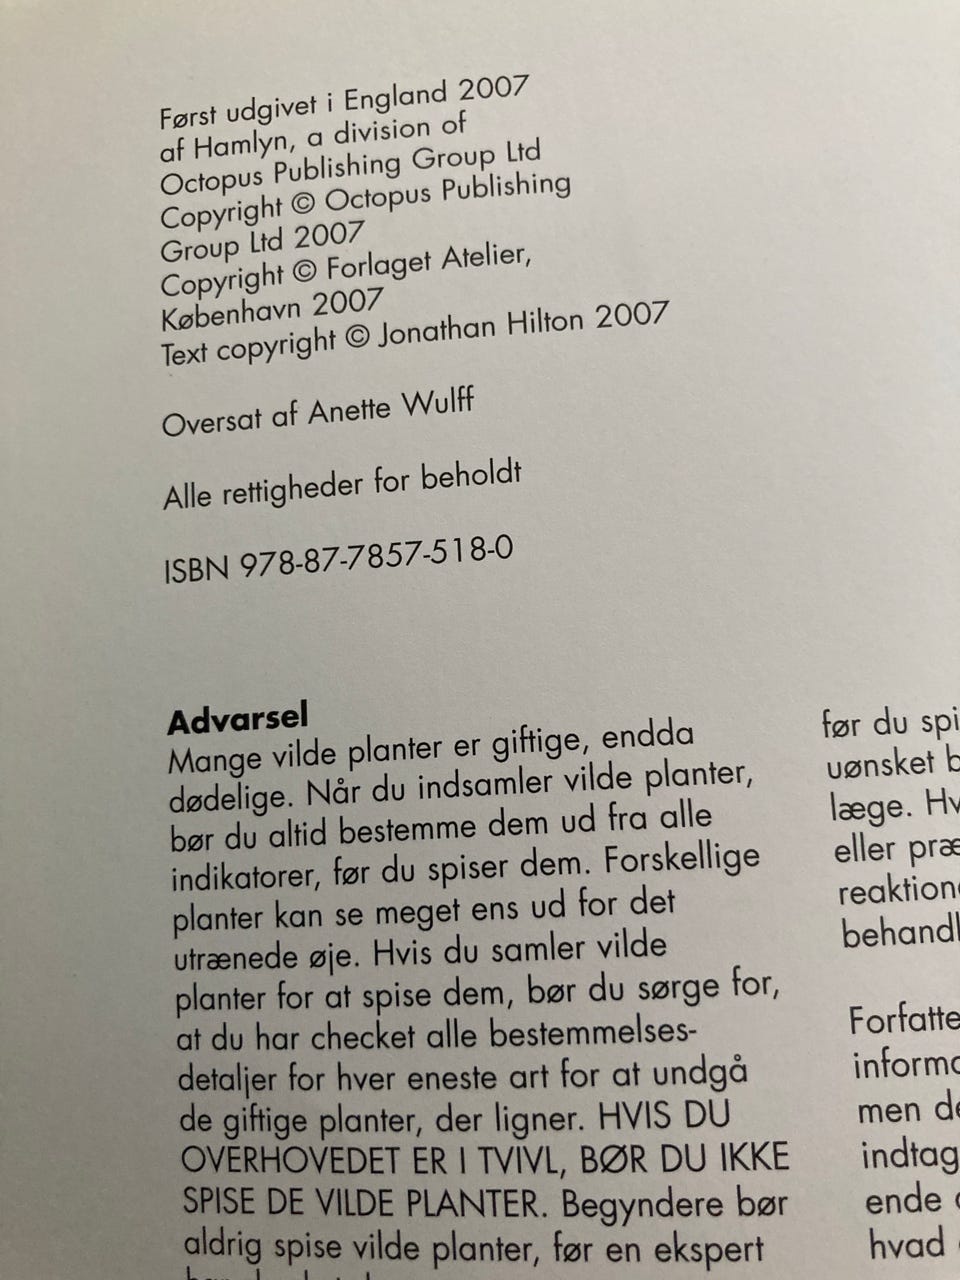 Først udgivet i England 2007
af Hamlyn, a division of
Octopus Publishing Group Ltd
Copyright © Octopus Publishing
Group Ltd 2007
Copyright © Forlaget Atelier,
København 2007
Text copyright © Jonathan Hilton 2007
Oversat af Anette Wulff
Alle rettigheder for beholdt
ISBN 978-87-7857-518-0
Advarsel
Mange vilde planter er giftige, endda
dødelige. Når du indsamler vilde planter,
bør du altid bestemme dem ud fra alle
indikatorer, før du spiser dem. Forskellige
planter kan se meget ens ud for det
utrænede øje. Hvis du samler vilde
planter for at spise dem, bør du sørge for,
at du har checket alle bestemmelses-
detaljer for hver eneste art for at undgå
de giftige planter, der ligner. HVIS DU
OVERHOVEDET ER I TVIVL, BØR DU IKKE
SPISE DE VILDE PLANTER. Begyndere bør
aldrig spise vilde planter, før en ekspert
før du
uønsket
læge.
eller
Forfatte
men
indtag
ende
hvad